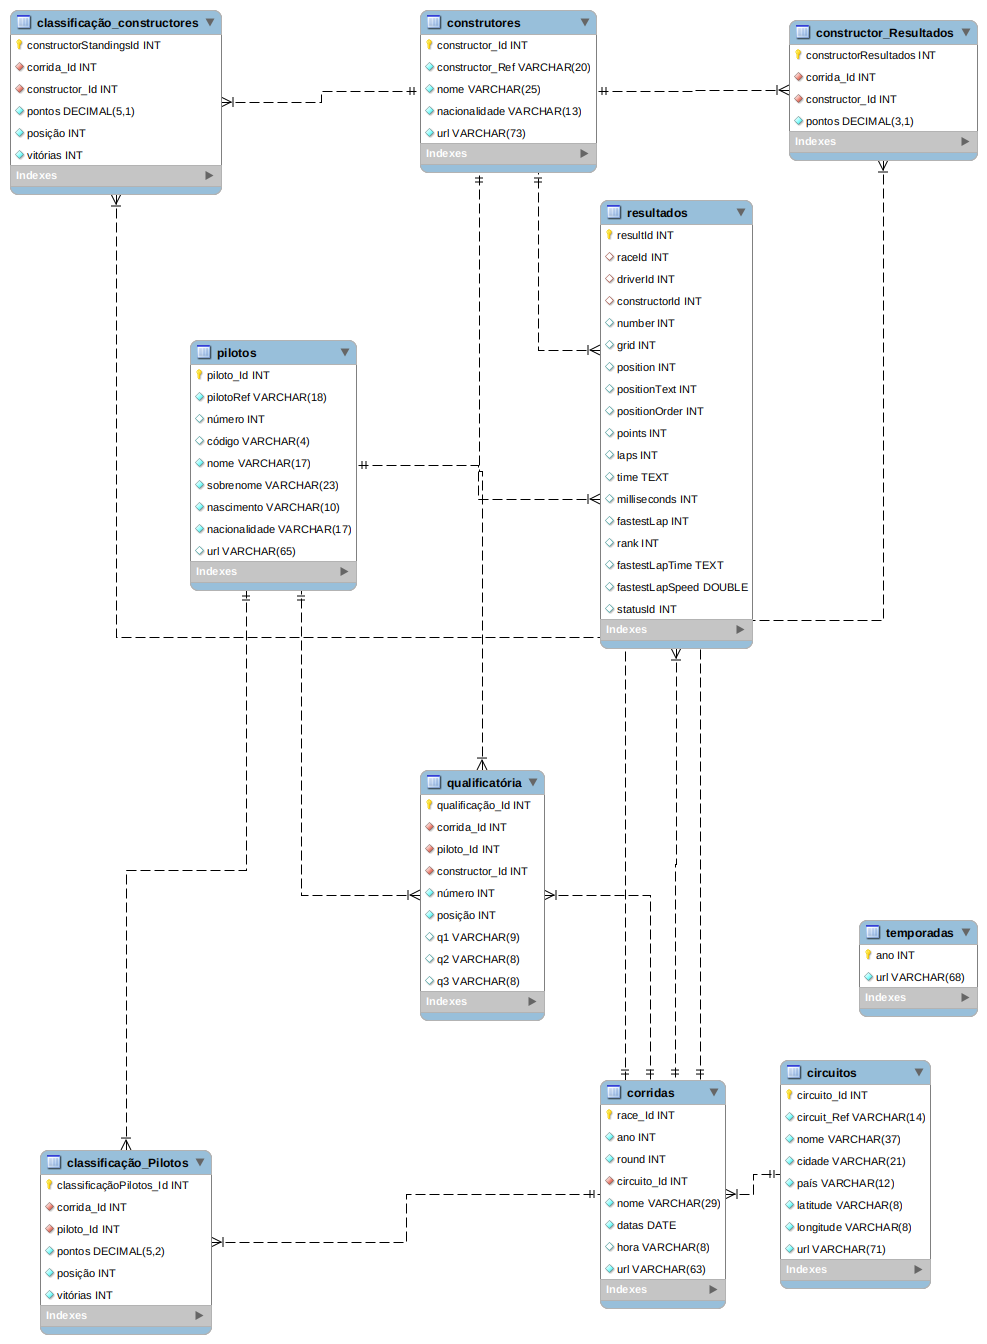 classificação_constructores
constructorStandingsId INT
corrida_Id INT
constructor_Id INT
pontos DECIMAL(5,1)
posição INT
vitórias INT
Indexes
construtores
constructor_Id INT
constructor_Ref VARCHAR(20)
nome VARCHAR(25)
nacionalidade VARCHAR(13)
url VARCHAR(73)
Indexes
constructor_Resultados
constructorResultados INT
corrida_Id INT
constructor_Id INT
pontos DECIMAL(3,1)
Indexes
resultados
resultId INT
raceId INT
driverId INT
constructorId INT
number INT
grid INT
position INT
positionText INT
positionOrder INT
points INT
laps INT
time TEXT
milliseconds INT
fastestLap INT
rank INT
fastestLapTime TEXT
fastestLapSpeed DOUBLE
statusId INT
Indexes
pilotos
piloto_Id INT
pilotoRef VARCHAR(18)
número INT
código VARCHAR(4)
nome VARCHAR(17)
sobrenome VARCHAR(23)
nascimento VARCHAR(10)
nacionalidade VARCHAR(17)
url VARCHAR(65)
Indexes
qualificatória
qualificação_Id INT
corrida_Id INT
piloto_Id INT
constructor_Id INT
número INT
posição INT
q1 VARCHAR(9)
q2 VARCHAR(8)
q3 VARCHAR(8)
Indexes
temporadas
ano INT
url VARCHAR(68)
Indexes
classificação_Pilotos
classificaçãoPilotos_Id INT
corrida_Id INT
piloto_Id INT
pontos DECIMAL(5,2)
posição INT
vitórias INT
Indexes
corridas
race_Id INT
ano INT
round INT
circuito_Id INT
nome VARCHAR(29)
datas DATE
hora VARCHAR(8)
url VARCHAR(63)
Indexes
circuitos
circuito_Id INT
circuit_Ref VARCHAR(14)
nome VARCHAR(37)
cidade VARCHAR(21)
país VARCHAR(12)
latitude VARCHAR(8)
longitude VARCHAR(8)
url VARCHAR(71)
Indexes